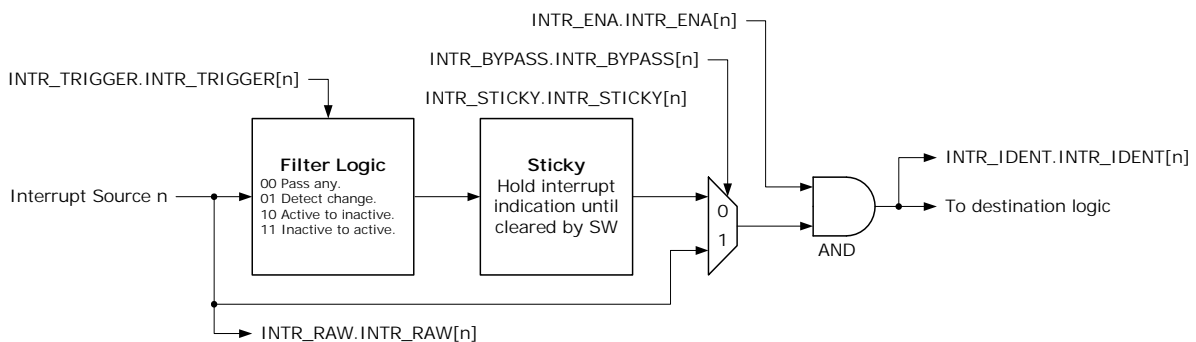 INTR_ENA.INTR_ENA[n]
INTR_BYPASS.INTR_BYPASS[n]
INTR_TRIGGER.INTR_TRIGGER[n]
INTR_STICKY.INTR_STICKY[n]
Filter Logic
00 Pass any.
01 Detect change.
10 Active to inactive.
11 Inactive to active.
Sticky
Hold interrupt
indication until
cleared by SW
INTR_IDENT.INTR_IDENT[n]
Interrupt Source n
0
1
To destination logic
AND
INTR_RAW.INTR_RAW[n]